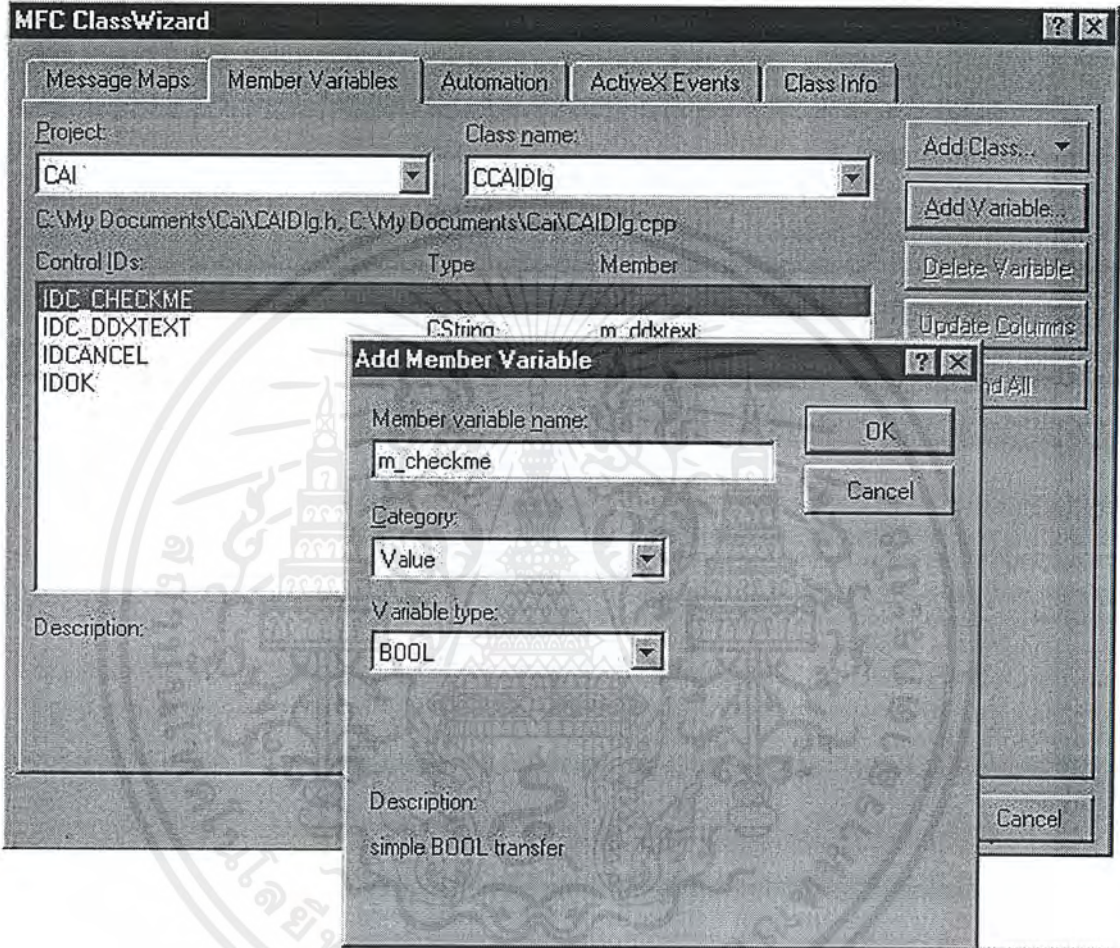 MFC ClassWizard
Message Maps
Member Variables
Automation
ActiveX Events
Class Info
Project:
Class name:
Add Class...
CAI
CCAIDlg
Add Variable...
C:\My Documents\Cai\CAIDlg.h, C:\My Documents\Cai\CAIDlg.cpp
Control IDs:
Type
Member
Delete Variable
IDC_CHECKME
IDC_DDXTEXT CString m_ddxtext
Update Columns
IDCANCEL
IDOK
Add Member Variable
nd All
Member variable name:
OK
m_checkme
Cancel
Category:
Value
Variable type:
Description:
BOOL
Description:
simple BOOL transfer
Cancel